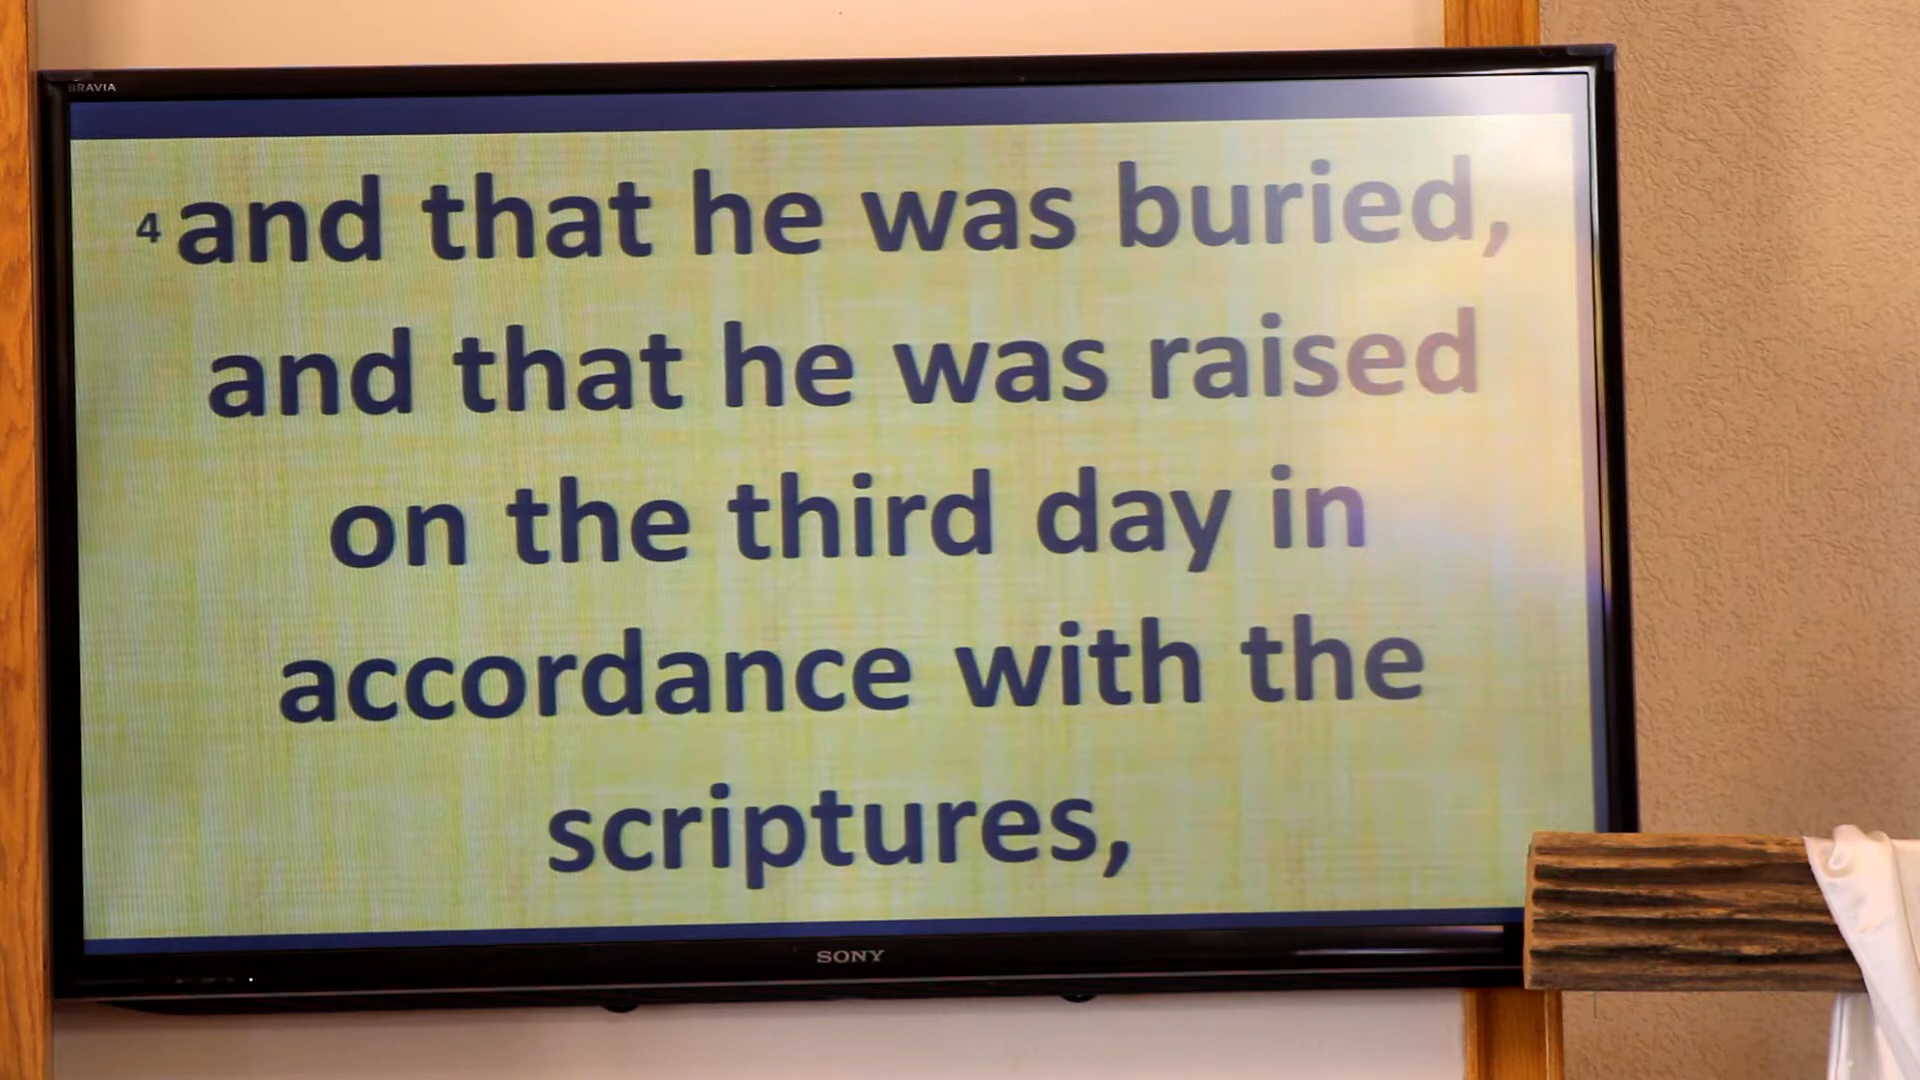 BRAVIA
4 and that he was buried,
and that he was raised
on the third day in
accordance with the
scriptures,
SONY